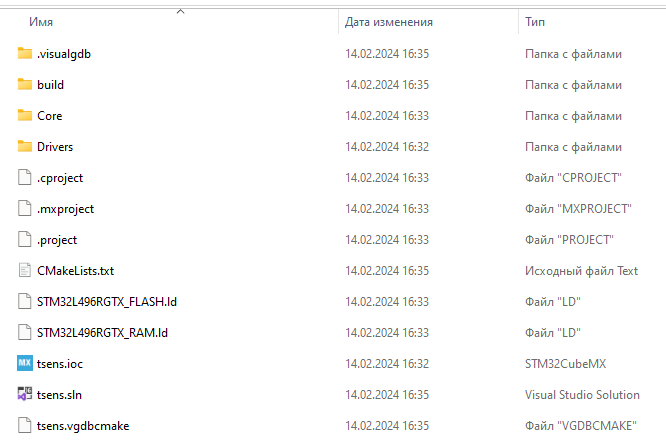 Имя Дата изменения Тип
.visualgdb 14.02.2024 16:35 Папка с файлами
build 14.02.2024 16:35 Папка с файлами
Core 14.02.2024 16:33 Папка с файлами
Drivers 14.02.2024 16:32 Папка с файлами
.cproject 14.02.2024 16:33 Файл "CPROJECT"
.mxproject 14.02.2024 16:33 Файл "MXPROJECT"
.project 14.02.2024 16:33 Файл "PROJECT"
CMakeLists.txt 14.02.2024 16:35 Исходный файл Text
STM32L496RGTX_FLASH.ld 14.02.2024 16:33 Файл "LD"
STM32L496RGTX_RAM.ld 14.02.2024 16:33 Файл "LD"
MX tsens.ioc 14.02.2024 16:32 STM32CubeMX
tsens.sln 14.02.2024 16:35 Visual Studio Solution
tsens.vgdbcmake 14.02.2024 16:35 Файл "VGDBCMAKE"